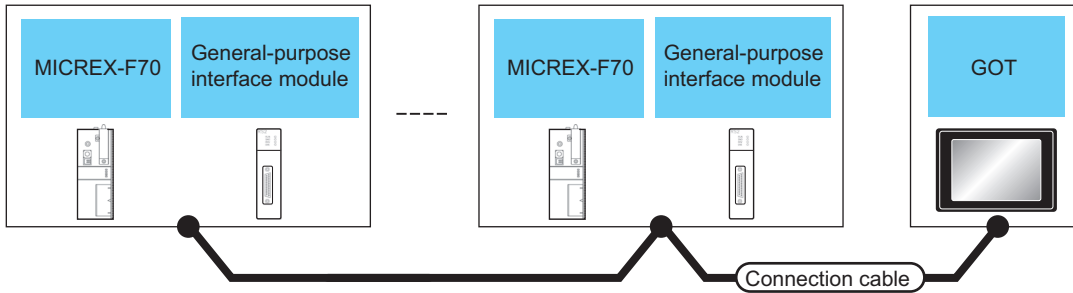 MICREX-F70
General-purpose
interface module
MICREX-F70
General-purpose
interface module
GOT
Connection cable